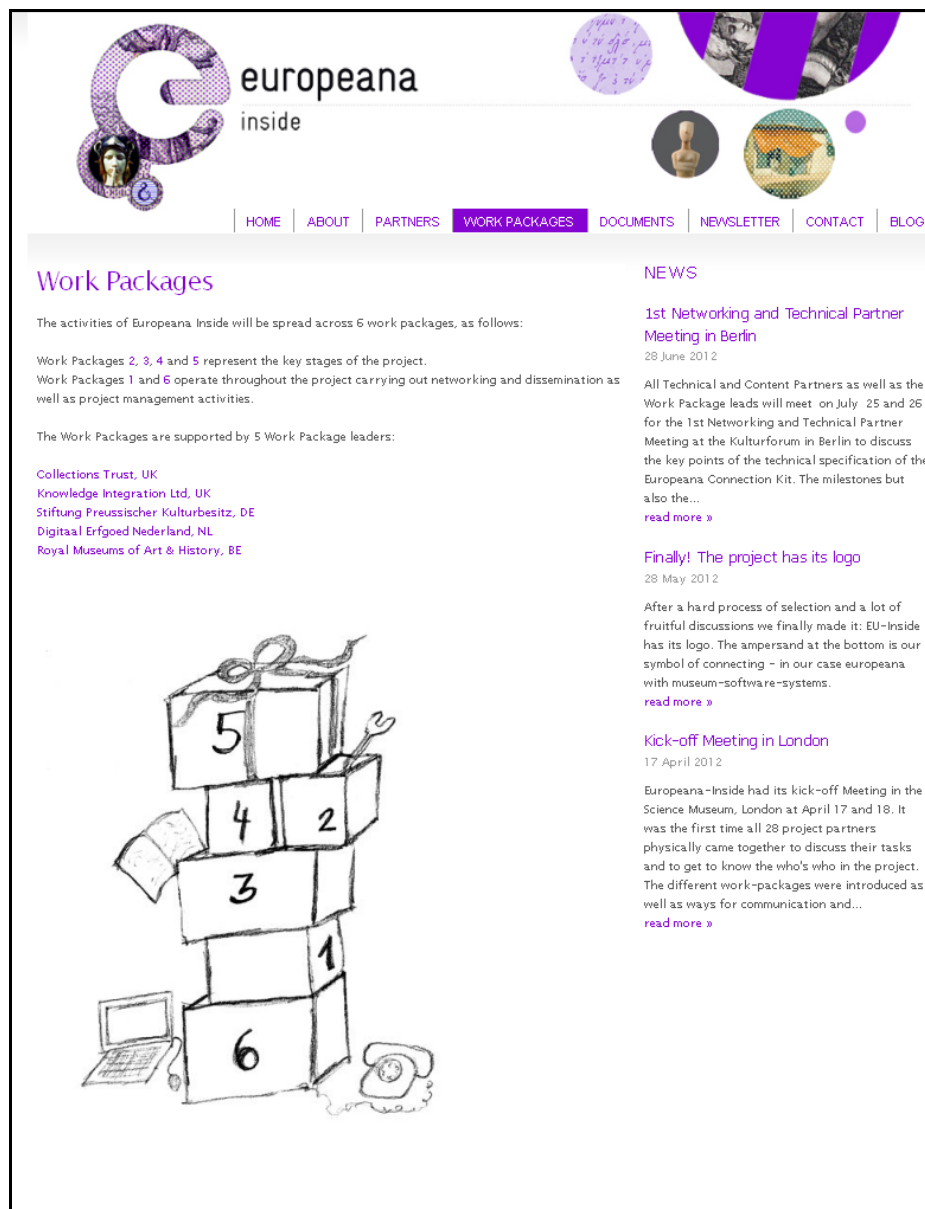 europeana
inside
HOME
ABOUT
PARTNERS
WORK PACKAGES
DOCUMENTS
NEWSLETTER
CONTACT
BLOG
Work Packages
The activities of Europeana Inside will be spread across 6 work packages, as follows:
Work Packages 2, 3, 4 and 5 represent the key stages of the project.
Work Packages 1 and 6 operate throughout the project carrying out networking and dissemination as
well as project management activities.
The Work Packages are supported by 5 Work Package leaders:
Collections Trust, UK
Knowledge Integration Ltd, UK
Stiftung Preussischer Kulturbesitz, DE
Digitaal Erfgoed Nederland, NL
Royal Museums of Art & History, BE
5
4
2
3
1
6
NEWS
1st Networking and Technical Partner
Meeting in Berlin
28 June 2012
All Technical and Content Partners as well as the
Work Package leads will meet on July 25 and 26
for the 1st Networking and Technical Partner
Meeting at the Kulturforum in Berlin to discuss
the key points of the technical specification of the
Europeana Connection Kit. The milestones but
also the...
read more »
Finally! The project has its logo
28 May 2012
After a hard process of selection and a lot of
fruitful discussions we finally made it: EU-Inside
has its logo. The ampersand at the bottom is our
symbol of connecting - in our case europeana
with museum-software-systems.
read more »
Kick-off Meeting in London
17 April 2012
Europeana-Inside had its kick-off Meeting in the
Science Museum, London at April 17 and 18. It
was the first time all 28 project partners
physically came together to discuss their tasks
and to get to know the who's who in the project.
The different work-packages were introduced as
well as ways for communication and...
read more »